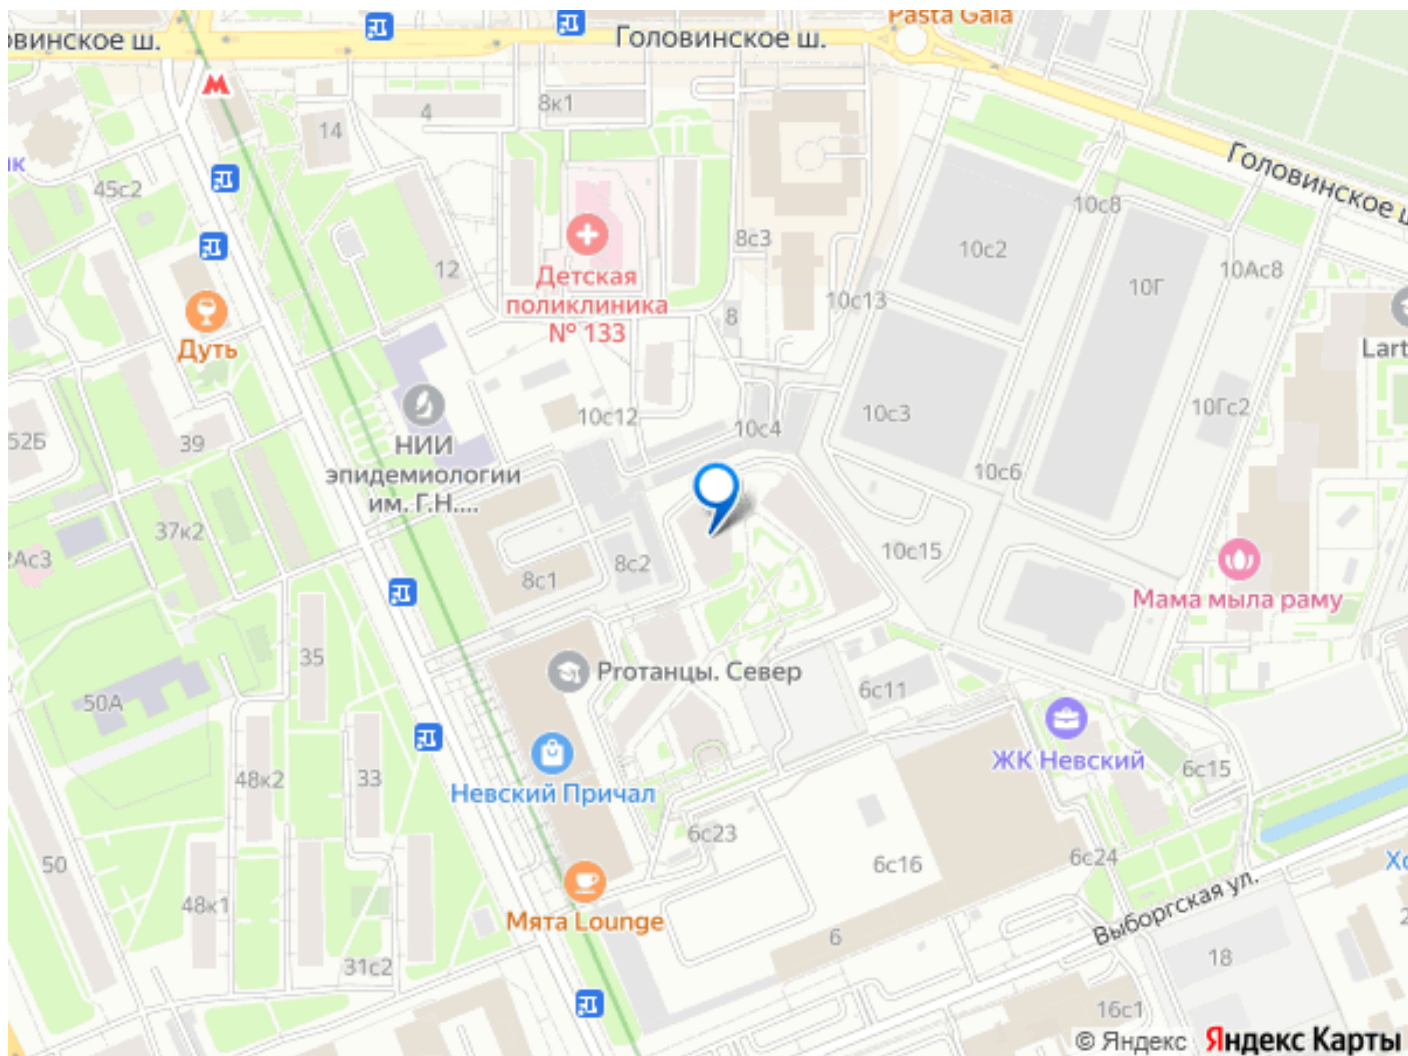 Pasta Gala
Головинское ш.
Головинское ш.
8к1
4
14
Головинское ш
45с2
10с8
8с3
10с2
12
10Ас8
Детская
поликлиника
№ 133
10Г
10с13
8
Дуть
Lart
10Гс2
10с12
10с3
10с4
52Б
39
НИИ
эпидемиологии
им. Г.Н....
10с6
37к2
10с15
2Ас3
8с2
8с1
Мама мыла раму
35
Proтанцы. Север
6с11
50А
ЖК Невский
6с15
48к2
33
Невский Причал
6с23
50
6с16
6с24
48к1
Мята Lounge
Выборгская ул.
6
31с2
18
16с1
© Яндекс
Яндекс Карты